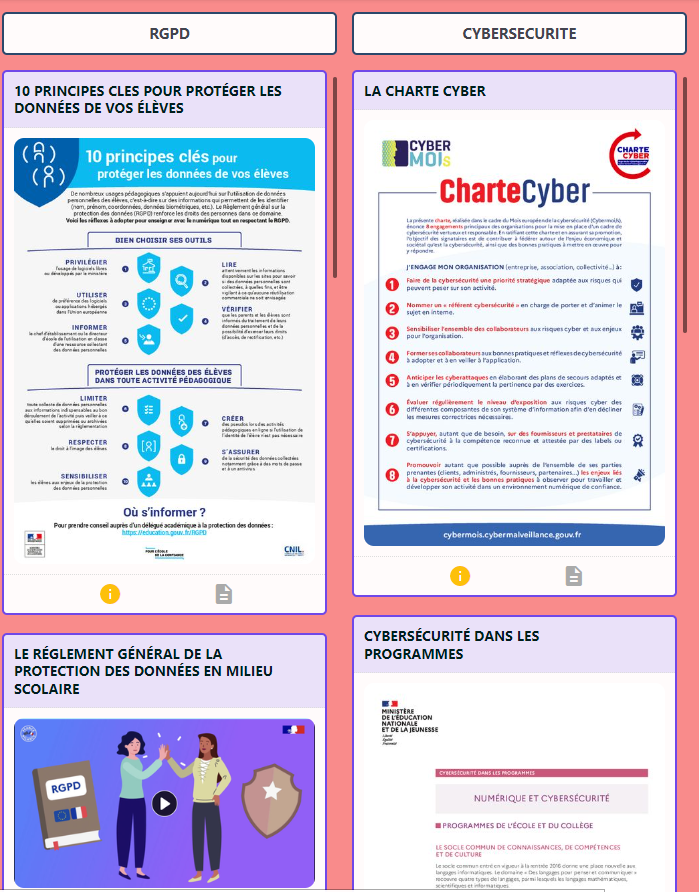 RGPD
10 PRINCIPES CLES POUR PROTÉGER LES
DONNÉES DE VOS ÉLÈVES
10 principes clés pour
protéger les données de vos élèves
De nombreux usages pédagogiques s'appuient aujourd'hui sur l'utilisation de données
personnelles des élèves, c'est-à-dire sur des informations qui permettent de les identifier
(nom, prénom, coordonnées, données biométriques, etc.). Le Règlement général sur la
protection des données (RGPD) renforce les droits des personnes dans ce domaine.
Voici les réflexes à adopter pour enseigner avec le numérique tout en respectant le RGPD.
BIEN CHOISIR SES OUTILS
PRIVILÉGIER
l'usage de logiciels libres
ou développés par le ministère
LIRE
attentivement les informations
disponibles sur les sites pour savoir
si des données personnelles sont
collectées, à quelles fins, et être
vigilant à ce qu'aucune réutilisation
commerciale ne soit envisagée
UTILISER
de préférence des logiciels
ou applications hébergés
dans l'Union européenne
VÉRIFIER
que les parents et les élèves sont
informés du traitement de leurs
données personnelles et de la
possibilité d'exercer leurs droits
(d'accès, de rectification, etc.)
INFORMER
le chef d'établissement ou le directeur
d'école de l'utilisation en classe
d'une ressource collectant
des données personnelles
PROTÉGER LES DONNÉES DES ÉLÈVES
DANS TOUTE ACTIVITÉ PÉDAGOGIQUE
LIMITER
toute collecte de données personnelles
aux informations indispensables au bon
déroulement de l'activité puis veiller à ce
qu'elles soient supprimées ou archivées
selon la réglementation
CRÉER
des pseudos lors des activités
pédagogiques en ligne si l'utilisation de
l'identité de l'élève n'est pas nécessaire
RESPECTER
le droit à l'image des élèves
S'ASSURER
de la sécurité des données collectées
notamment grâce à des mots de passe
et à un antivirus
SENSIBILISER
les élèves aux enjeux de la protection
des données personnelles
Où s'informer ?
Pour prendre conseil auprès d'un délégué académique à la protection des données :
https://education.gouv.fr/RGPD
POUR L'ÉCOLE
DE LA CONFIANCE
CNIL
LE RÉGLEMENT GÉNÉRAL DE LA
PROTECTION DES DONNÉES EN MILIEU
SCOLAIRE
RGPD
CYBERSECURITE
LA CHARTE CYBER
CYBER
MOIS
CHARTE
CYBER
CharteCyber
La présente charte, réalisée dans le cadre du Mois européen de la cybersécurité (Cybermoi/s),
énonce 8 engagements principaux des organisations pour la mise en place d'un cadre de
cybersécurité vertueux et responsable. En ratifiant cette charte et en assurant sa promotion,
l'objectif des signataires est de contribuer à fédérer autour de l'enjeu économique et
sociétal qu'est la cybersécurité, ainsi que des bonnes pratiques à mettre en œuvre pour
y répondre.
J'ENGAGE MON ORGANISATION (entreprise, association, collectivité…) à :
1 Faire de la cybersécurité une priorité stratégique adaptée aux risques qui
peuvent peser sur son activité.
2 Nommer un « référent cybersécurité » en charge de porter et d'animer le
sujet en interne.
3 Sensibiliser l'ensemble des collaborateurs aux risques cyber et aux enjeux
pour l'organisation.
4 Former ses collaborateurs aux bonnes pratiques et réflexes de cybersécurité
à adopter et à en veiller à l'application.
5 Anticiper les cyberattaques en élaborant des plans de secours adaptés et
à en vérifier périodiquement la pertinence par des exercices.
6 Évaluer régulièrement le niveau d'exposition aux risques cyber des
différentes composantes de son système d'information afin d'en décliner
les mesures correctrices nécessaires.
7 S'appuyer, autant que de besoin, sur des fournisseurs et prestataires de
cybersécurité à la compétence reconnue et attestée par des labels ou
certifications.
8 Promouvoir autant que possible auprès de l'ensemble de ses parties
prenantes (clients, administrés, fournisseurs, partenaires…) les enjeux liés
à la cybersécurité et les bonnes pratiques à observer pour travailler et
développer son activité dans un environnement numérique de confiance.
cybermois.cybermalveillance.gouv.fr
CYBERSÉCURITÉ DANS LES
PROGRAMMES
MINISTÈRE
DE L'ÉDUCATION
NATIONALE
ET DE LA JEUNESSE
Liberté
Égalité
Fraternité
CYBERSÉCURITÉ DANS LES PROGRAMMES
NUMÉRIQUE ET CYBERSÉCURITÉ
PROGRAMMES DE L'ÉCOLE ET DU COLLÈGE
LE SOCLE COMMUN DE CONNAISSANCES, DE COMPÉTENCES
ET DE CULTURE
Le socle commun entré en vigueur à la rentrée 2016 donne une place nouvelle aux
langages informatiques. Le domaine « Des langages pour penser et communiquer »
recouvre quatre types de langages, parmi lesquels les langages mathématiques,
scientifiques et informatiques.